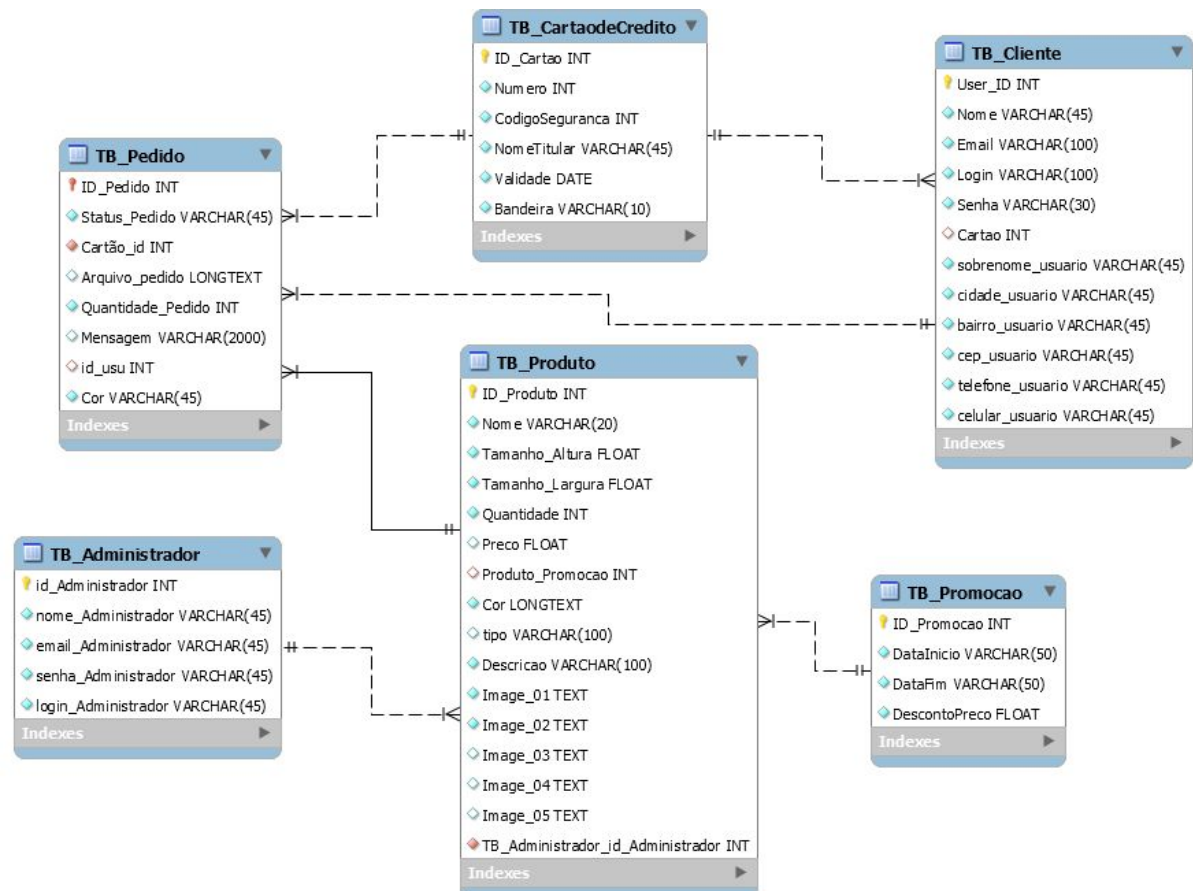 TB_CartaodeCredito
ID_Cartao INT
Numero INT
CodigoSeguranca INT
NomeTitular VARCHAR(45)
Validade DATE
Bandeira VARCHAR(10)
Indexes
TB_Cliente
User_ID INT
Nome VARCHAR(45)
Email VARCHAR(100)
Login VARCHAR(100)
Senha VARCHAR(30)
Cartao INT
sobrenome_usuario VARCHAR(45)
cidade_usuario VARCHAR(45)
bairro_usuario VARCHAR(45)
cep_usuario VARCHAR(45)
telefone_usuario VARCHAR(45)
celular_usuario VARCHAR(45)
Indexes
TB_Pedido
ID_Pedido INT
Status_Pedido VARCHAR(45)
Cartão_id INT
Arquivo_pedido LONGTEXT
Quantidade_Pedido INT
Mensagem VARCHAR(2000)
id_usu INT
Cor VARCHAR(45)
Indexes
TB_Produto
ID_Produto INT
Nome VARCHAR(20)
Tamanho_Altura FLOAT
Tamanho_Largura FLOAT
Quantidade INT
Preco FLOAT
Produto_Promocao INT
Cor LONGTEXT
tipo VARCHAR(100)
Descricao VARCHAR(100)
Image_01 TEXT
Image_02 TEXT
Image_03 TEXT
Image_04 TEXT
Image_05 TEXT
TB_Administrador_id_Administrador INT
Indexes
TB_Administrador
id_Administrador INT
nome_Administrador VARCHAR(45)
email_Administrador VARCHAR(45)
senha_Administrador VARCHAR(45)
login_Administrador VARCHAR(45)
Indexes
TB_Promocao
ID_Promocao INT
DataInicio VARCHAR(50)
DataFim VARCHAR(50)
DescontoPreco FLOAT
Indexes